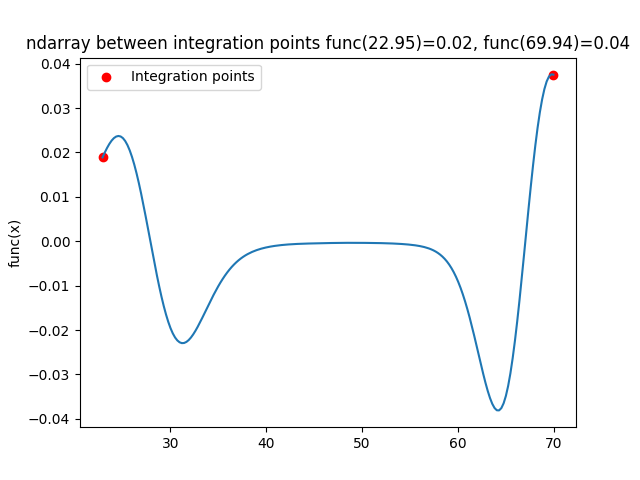 ndarray between integration points func(22.95)=0.02, func(69.94)=0.04
Integration points
func(x)
0.04
0.03
0.02
0.01
0.00
−0.01
−0.02
−0.03
−0.04
30 40 50 60 70